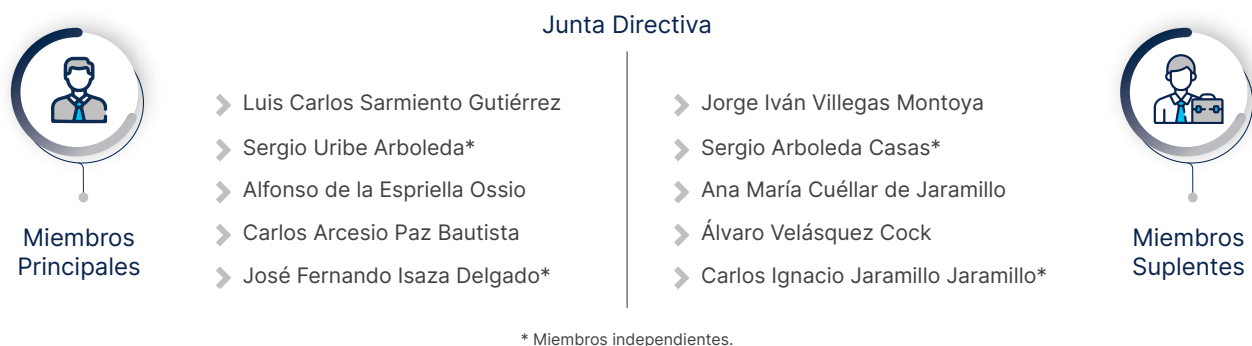 Junta Directiva
Miembros
Principales
Luis Carlos Sarmiento Gutiérrez
Sergio Uribe Arboleda*
Alfonso de la Espriella Ossio
Carlos Arcesio Paz Bautista
José Fernando Isaza Delgado*
Jorge Iván Villegas Montoya
Sergio Arboleda Casas*
Ana María Cuéllar de Jaramillo
Álvaro Velásquez Cock
Carlos Ignacio Jaramillo Jaramillo*
Miembros
Suplentes
* Miembros independientes.